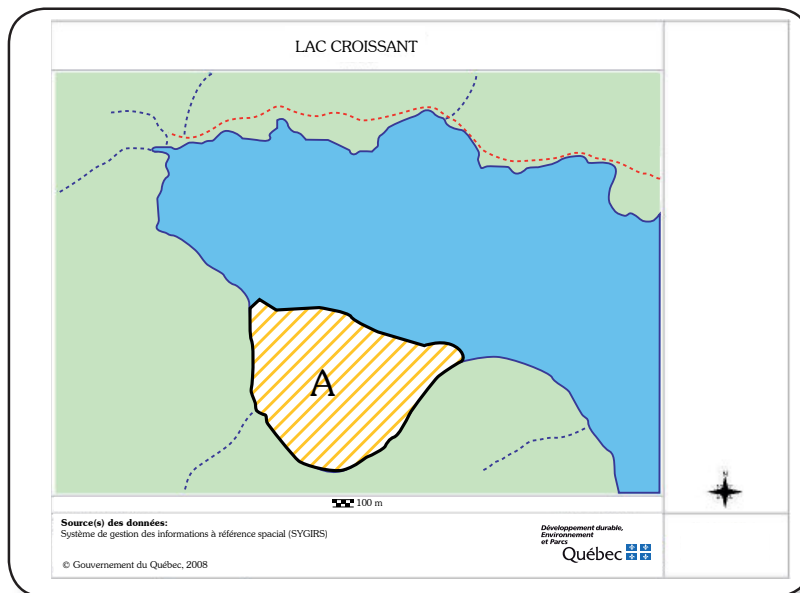 LAC CROISSANT
A
N
100 m
Source(s) des données:
Système de gestion des informations à référence spacial (SYGIRS)
© Gouvernement du Québec, 2008
Développement durable,
Environnement
et Parcs
Québec